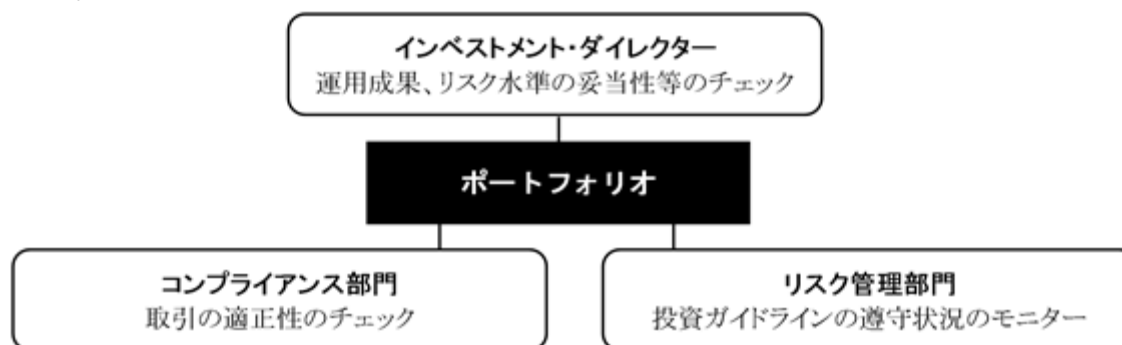 インベストメント・ダイレクター
運用成果、リスク水準の妥当性等のチェック
ポートフォリオ
コンプライアンス部門
取引の適正性のチェック
リスク管理部門
投資ガイドラインの遵守状況のモニター